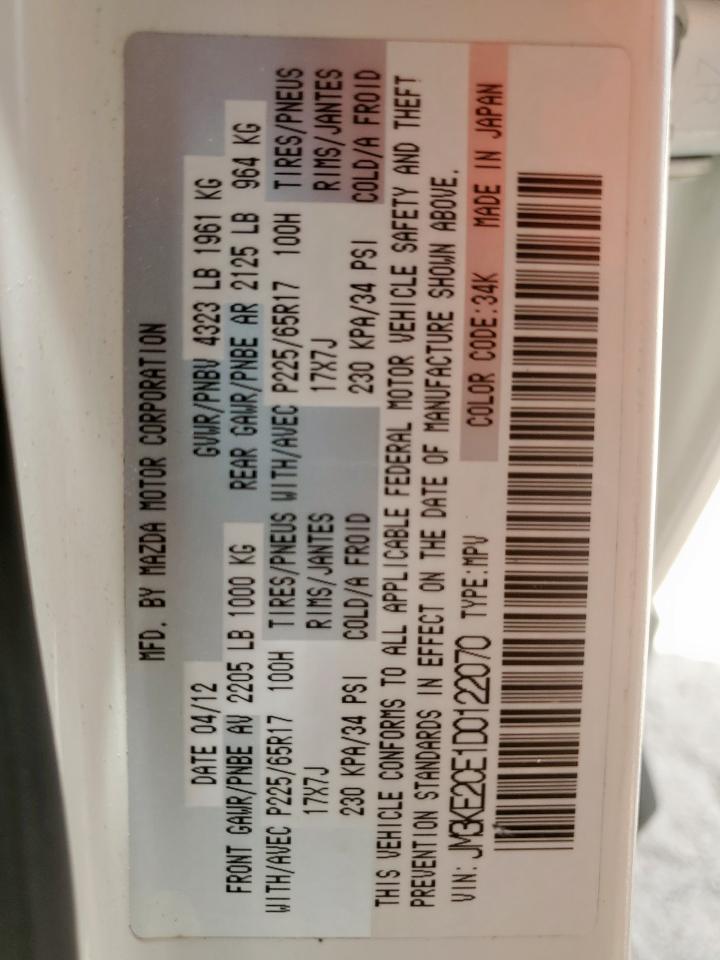 MFD. BY MAZDA MOTOR CORPORATION
DATE 04/12 GVWR/PNBV 4323 LB 1961 KG
FRONT GAWR/PNBE AV 2205 LB 1000 KG REAR GAWR/PNBE AR 2125 LB 964 KG
WITH/AVEC P225/65R17 100H TIRES/PNEUS WITH/AVEC P225/65R17 100H TIRES/PNEUS
17X7J RIMS/JANTES 17X7J RIMS/JANTES
230 KPA/34 PSI COLD/A FROID 230 KPA/34 PSI COLD/A FROID
THIS VEHICLE CONFORMS TO ALL APPLICABLE FEDERAL MOTOR VEHICLE SAFETY AND THEFT
PREVENTION STANDARDS IN EFFECT ON THE DATE OF MANUFACTURE SHOWN ABOVE.
VIN: JM3KE2CE1D0122070 TYPE:MPV COLOR CODE:34K MADE IN JAPAN